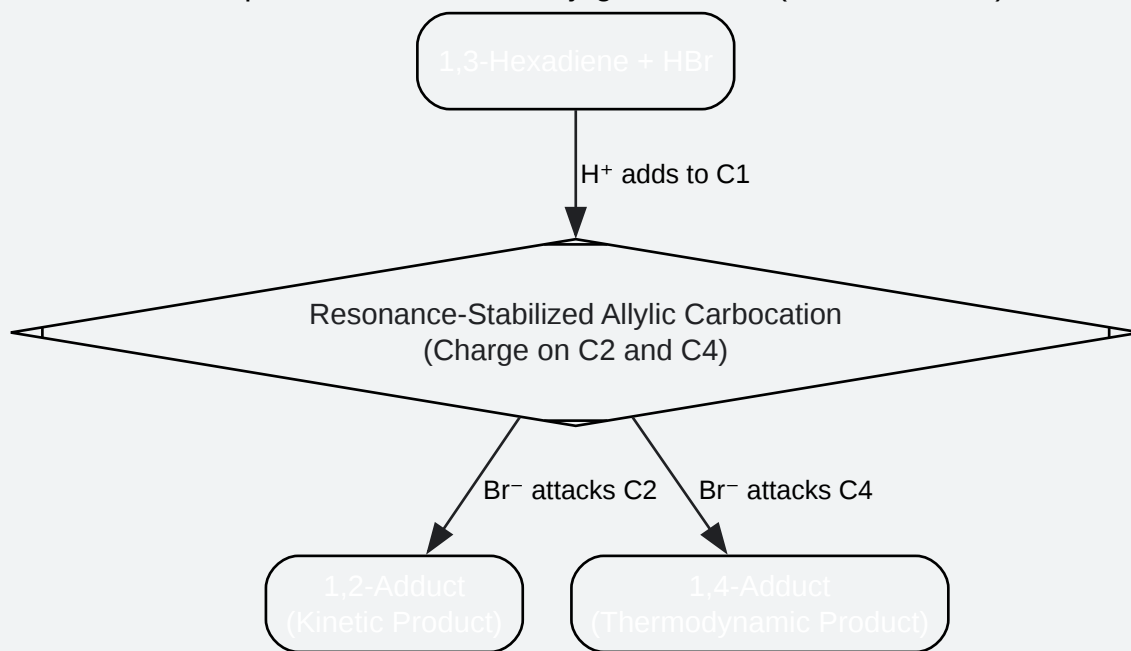 1,3-Hexadiene + HBr
H⁺ adds to C1
Resonance-Stabilized Allylic Carbocation
(Charge on C2 and C4)
Br⁻ attacks C2
Br⁻ attacks C4
1,2-Adduct
(Kinetic Product)
1,4-Adduct
(Thermodynamic Product)